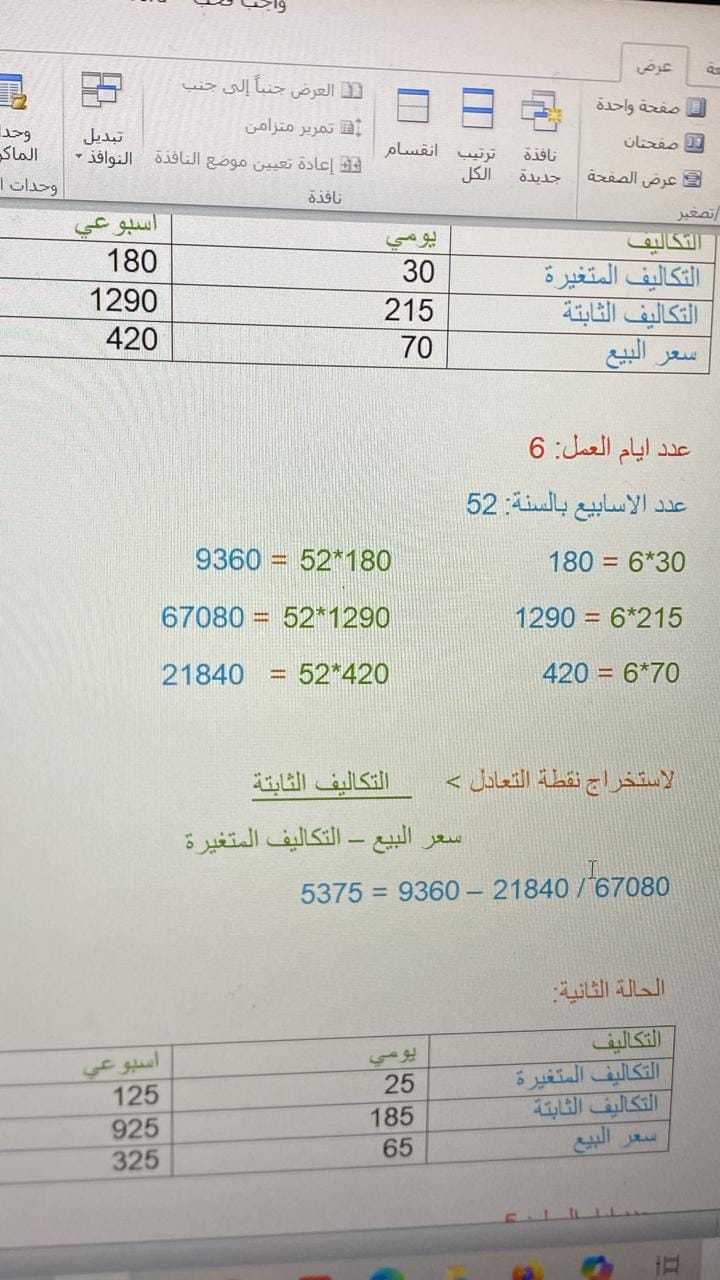 واجب
عرض
صفحة واحدة
صفحتان
عرض الصفحة
نافذة جديدة
ترتيب الكل
انقسام
العرض جنباً إلى جنب
تمرير متزامن
إعادة تعيين موضع النافذة
نافذة
تبديل النوافذ
التكاليف يومي اسبوعي
التكاليف المتغيرة 30 180
التكاليف الثابتة 215 1290
سعر البيع 70 420
عدد ايام العمل: 6
عدد الاسابيع بالسنة: 52
30*6 = 180 180*52 = 9360
215*6 = 1290 1290*52 = 67080
70*6 = 420 420*52 = 21840
لاستخراج نقطة التعادل > التكاليف الثابتة
سعر البيع – التكاليف المتغيرة
67080 / 21840 – 9360 = 5375
الحالة الثانية:
التكاليف يومي اسبوعي
التكاليف المتغيرة 25 125
التكاليف الثابتة 185 925
سعر البيع 65 325